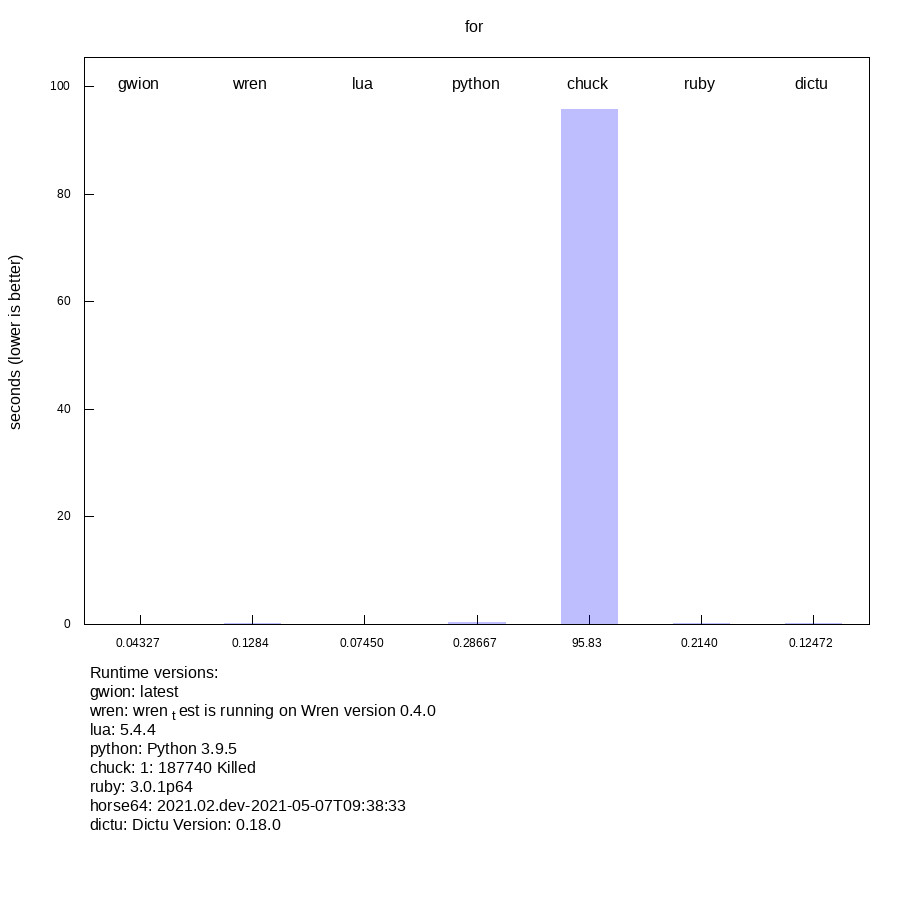 for
seconds (lower is better)
100
80
60
40
20
0
gwion wren lua python chuck ruby dictu
0.04327 0.1284 0.07450 0.28667 95.83 0.2140 0.12472
Runtime versions:
gwion: latest
wren: wren t est is running on Wren version 0.4.0
lua: 5.4.4
python: Python 3.9.5
chuck: 1: 187740 Killed
ruby: 3.0.1p64
horse64: 2021.02.dev-2021-05-07T09:38:33
dictu: Dictu Version: 0.18.0